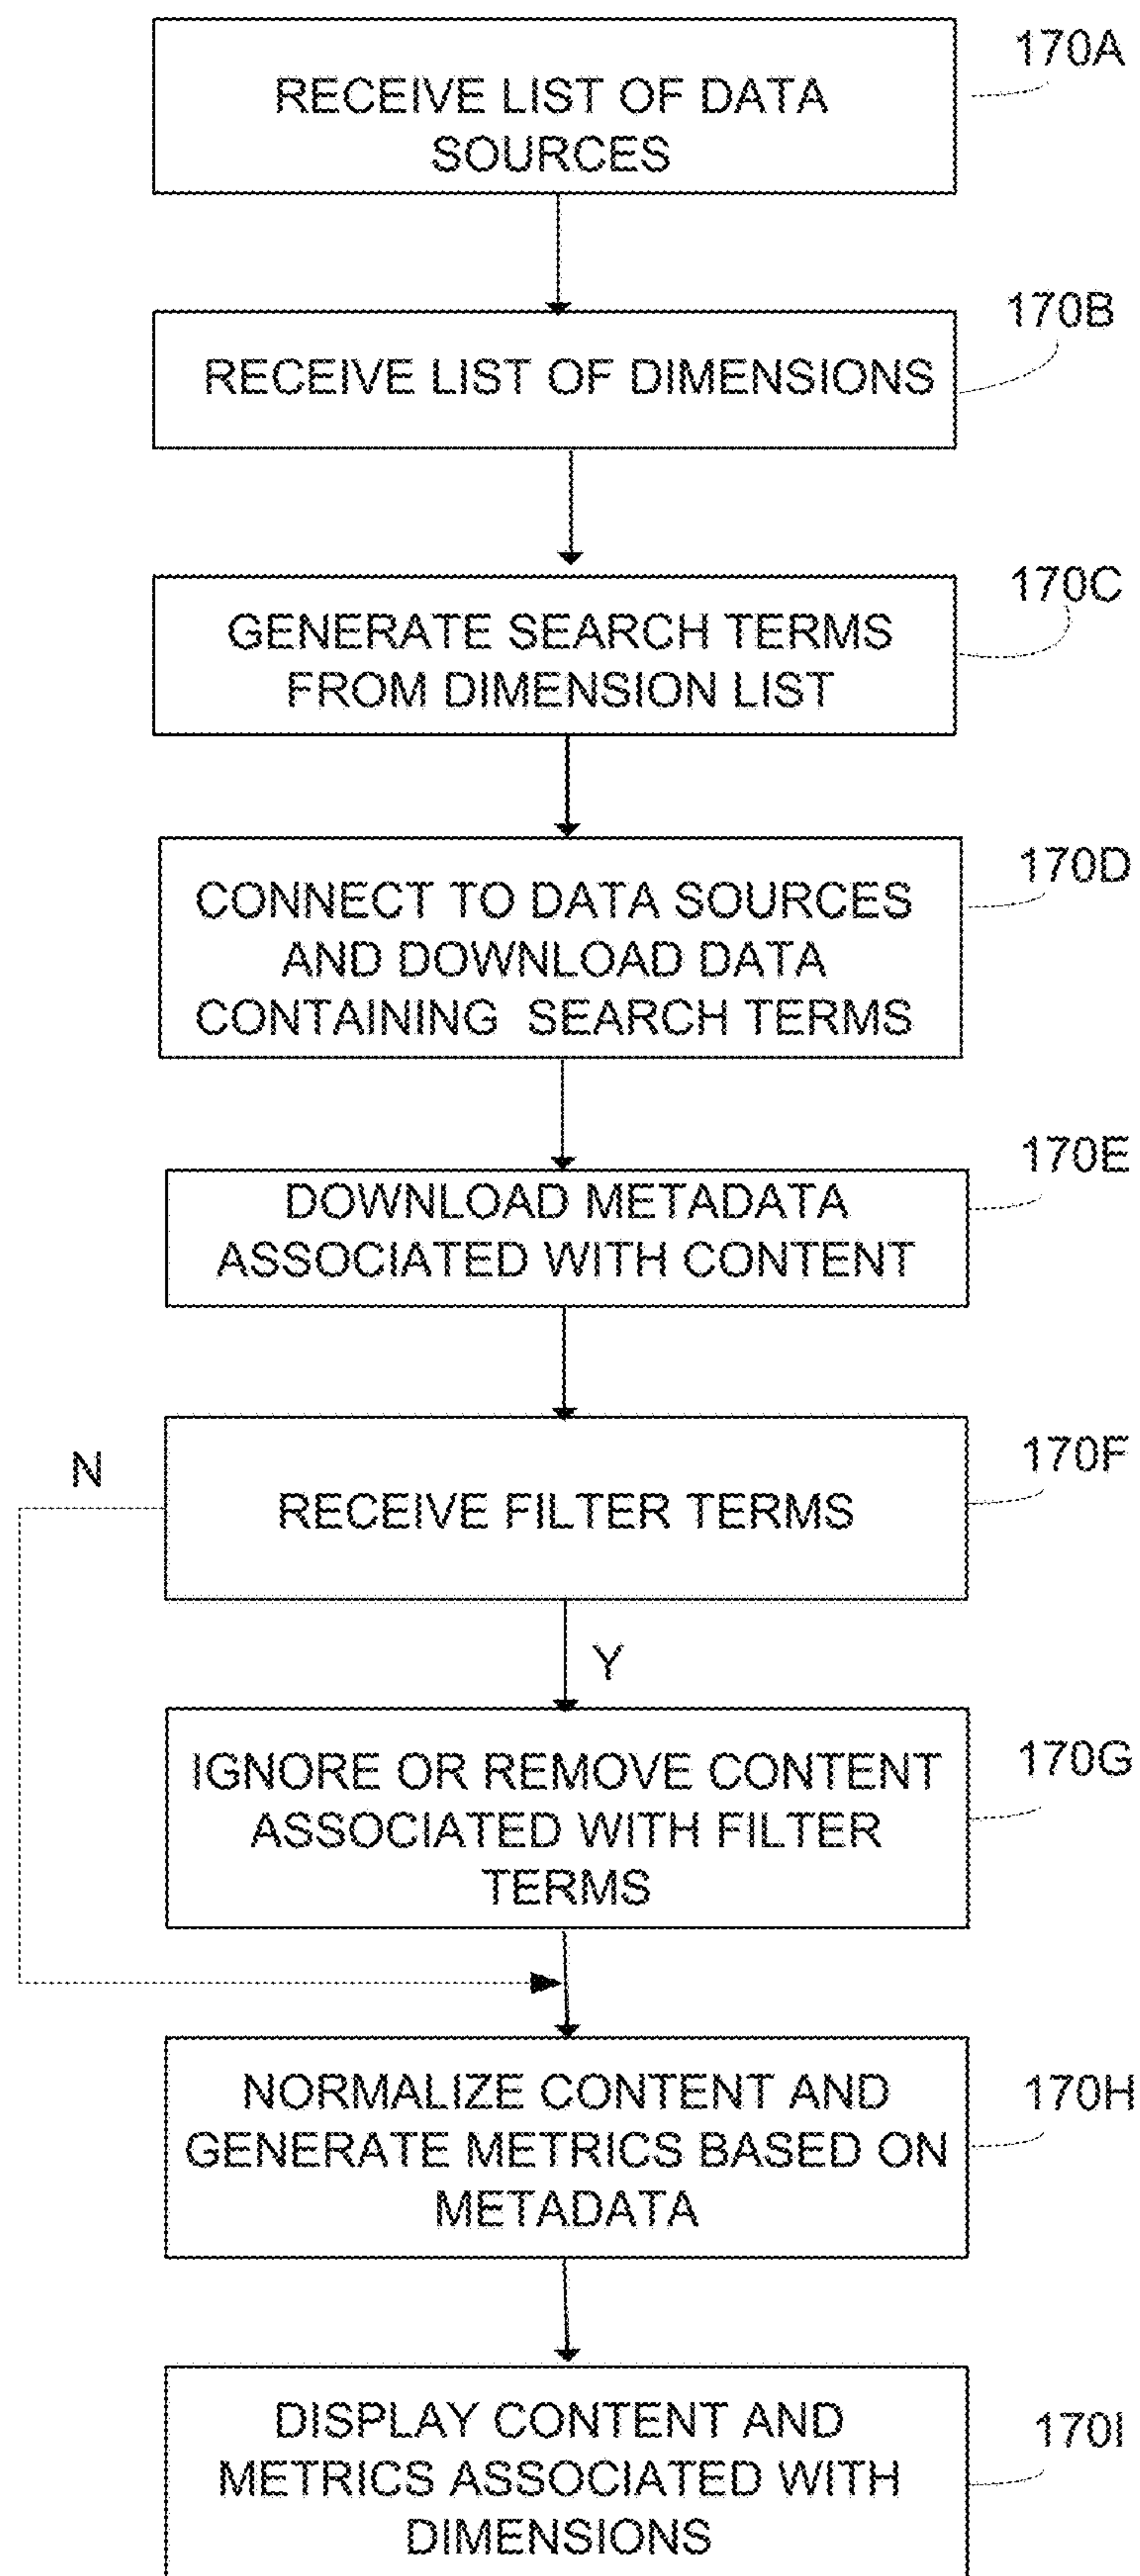 170A
RECEIVE LIST OF DATA
SOURCES
170B
RECEIVE LIST OF DIMENSIONS
170C
GENERATE SEARCH TERMS
FROM DIMENSION LIST
170D
CONNECT TO DATA SOURCES
AND DOWNLOAD DATA
CONTAINING SEARCH TERMS
170E
DOWNLOAD METADATA
ASSOCIATED WITH CONTENT
170F
N
RECEIVE FILTER TERMS
Y
170G
IGNORE OR REMOVE CONTENT
ASSOCIATED WITH FILTER
TERMS
170H
NORMALIZE CONTENT AND
GENERATE METRICS BASED ON
METADATA
170I
DISPLAY CONTENT AND
METRICS ASSOCIATED WITH
DIMENSIONS